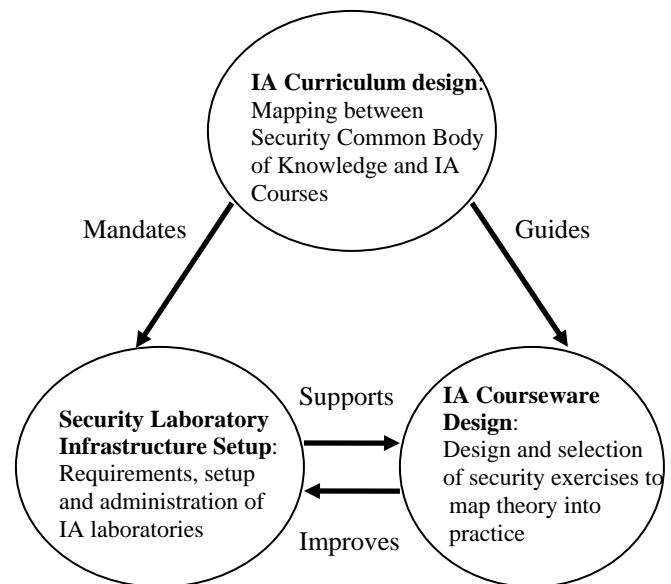 IA Curriculum design:
Mapping between
Security Common Body
of Knowledge and IA
Courses
Mandates
Guides
Security Laboratory
Infrastructure Setup:
Requirements, setup
and administration of
IA laboratories
Supports
Improves
IA Courseware
Design:
Design and selection
of security exercises to
map theory into
practice